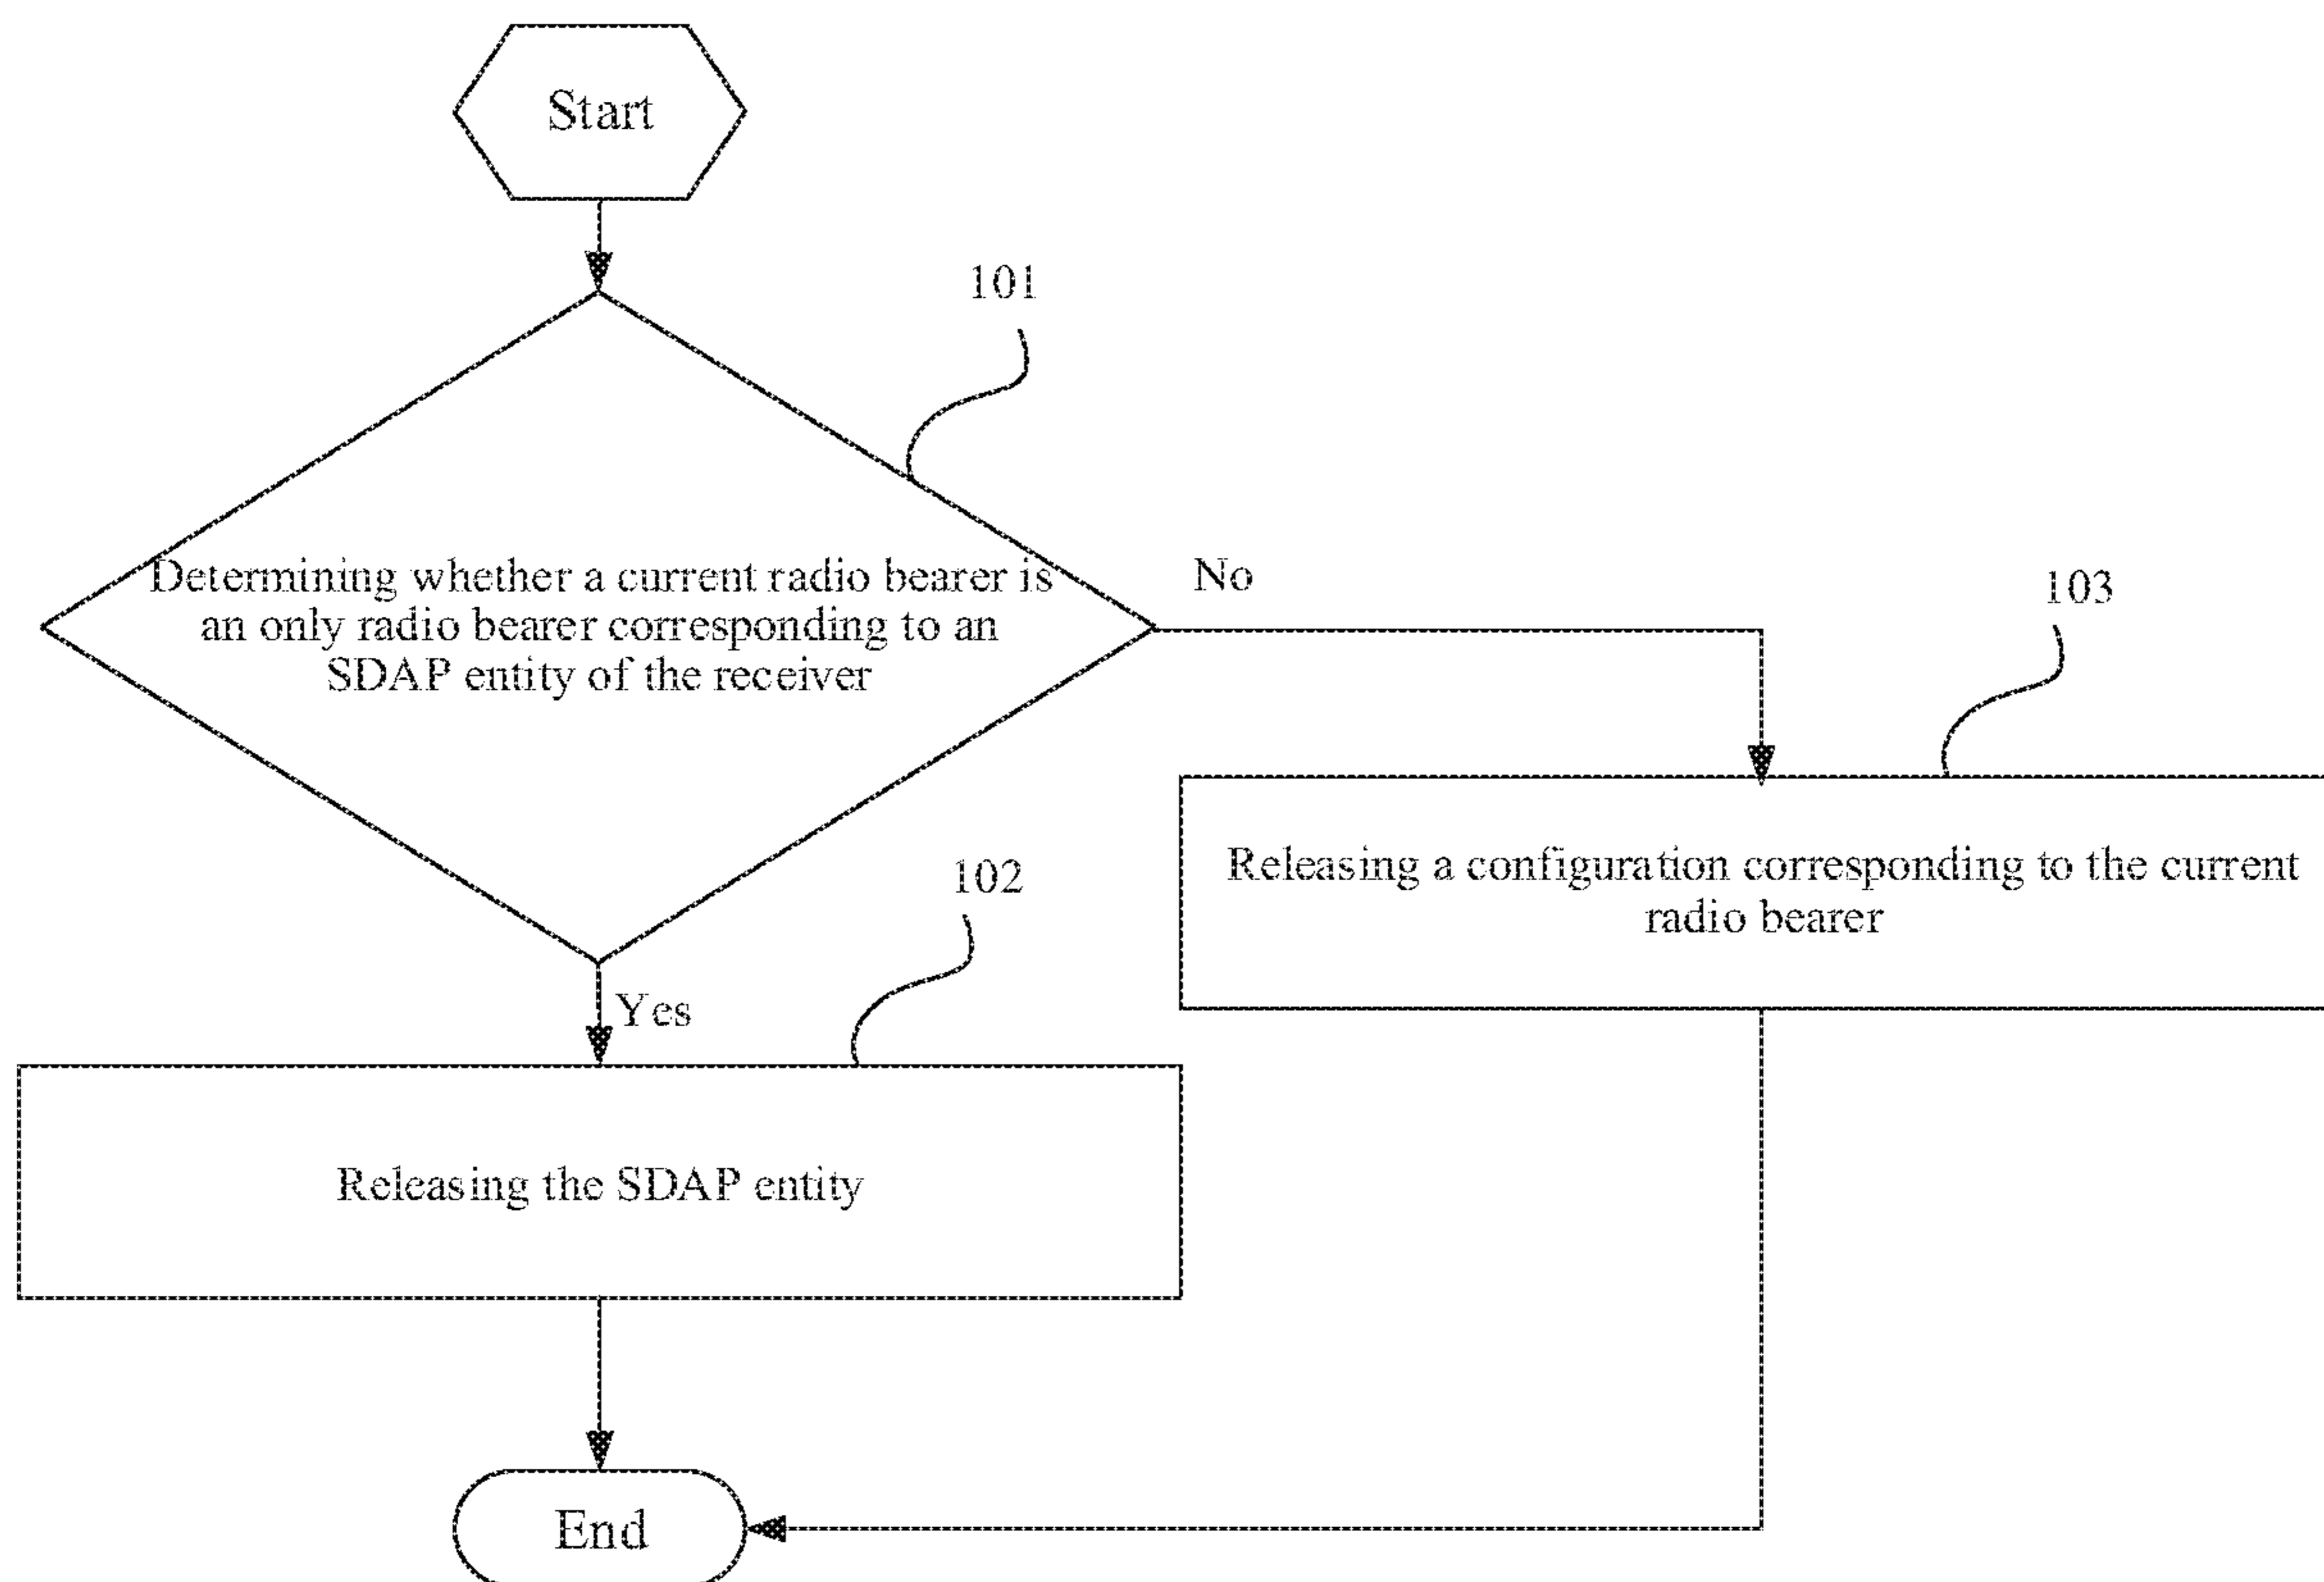 Start
101
Determining whether a current radio bearer is
an only radio bearer corresponding to an
SDAP entity of the receiver
No
103
Releasing a configuration corresponding to the current
radio bearer
102
Yes
Releasing the SDAP entity
End